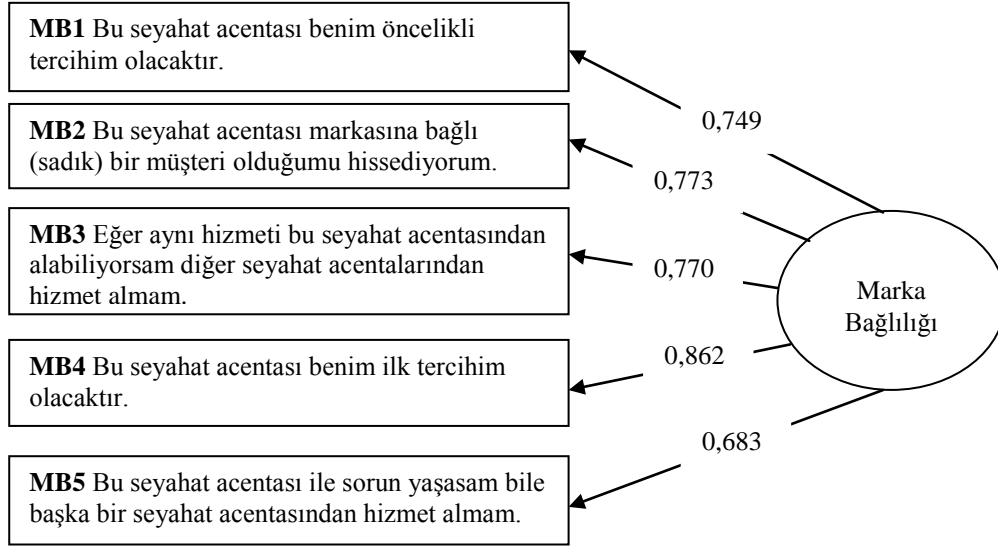 MB1 Bu seyahat acentası benim öncelikli
tercihim olacaktır.
0,749
MB2 Bu seyahat acentası markasına bağlı
(sadık) bir müşteri olduğumu hissediyorum.
0,773
MB3 Eğer aynı hizmeti bu seyahat acentasından
alabiliyorsam diğer seyahat acentalarından
hizmet almam.
0,770
Marka
Bağlılığı
MB4 Bu seyahat acentası benim ilk tercihim
olacaktır.
0,862
0,683
MB5 Bu seyahat acentası ile sorun yaşasam bile
başka bir seyahat acentasından hizmet almam.